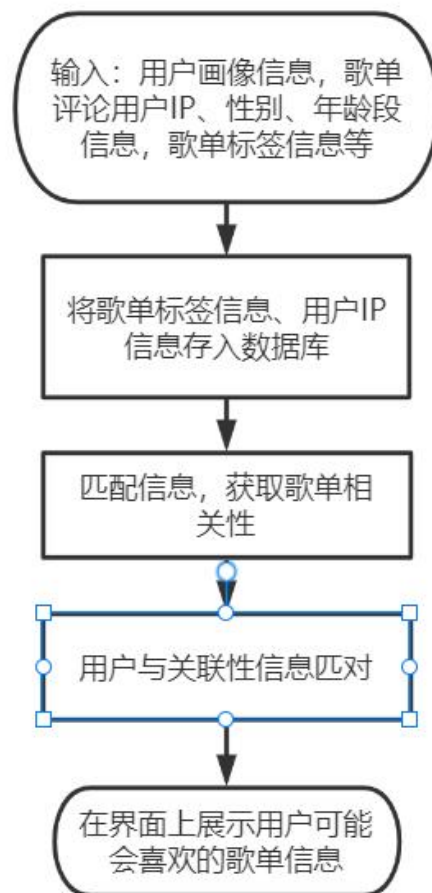 输入：用户画像信息，歌单
评论用户IP、性别、年龄段
信息，歌单标签信息等
将歌单标签信息、用户IP
信息存入数据库
匹配信息，获取歌单相
关性
用户与关联性信息匹对
在界面上展示用户可能
会喜欢的歌单信息